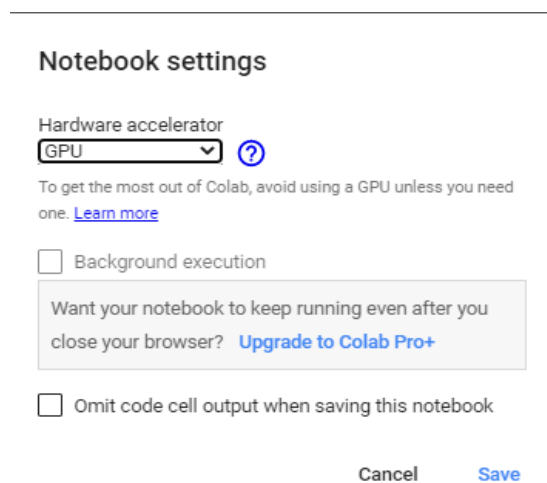 Notebook settings
Hardware accelerator
GPU
?
To get the most out of Colab, avoid using a GPU unless you need
one. Learn more
Background execution
Want your notebook to keep running even after you
close your browser? Upgrade to Colab Pro+
Omit code cell output when saving this notebook
Cancel Save